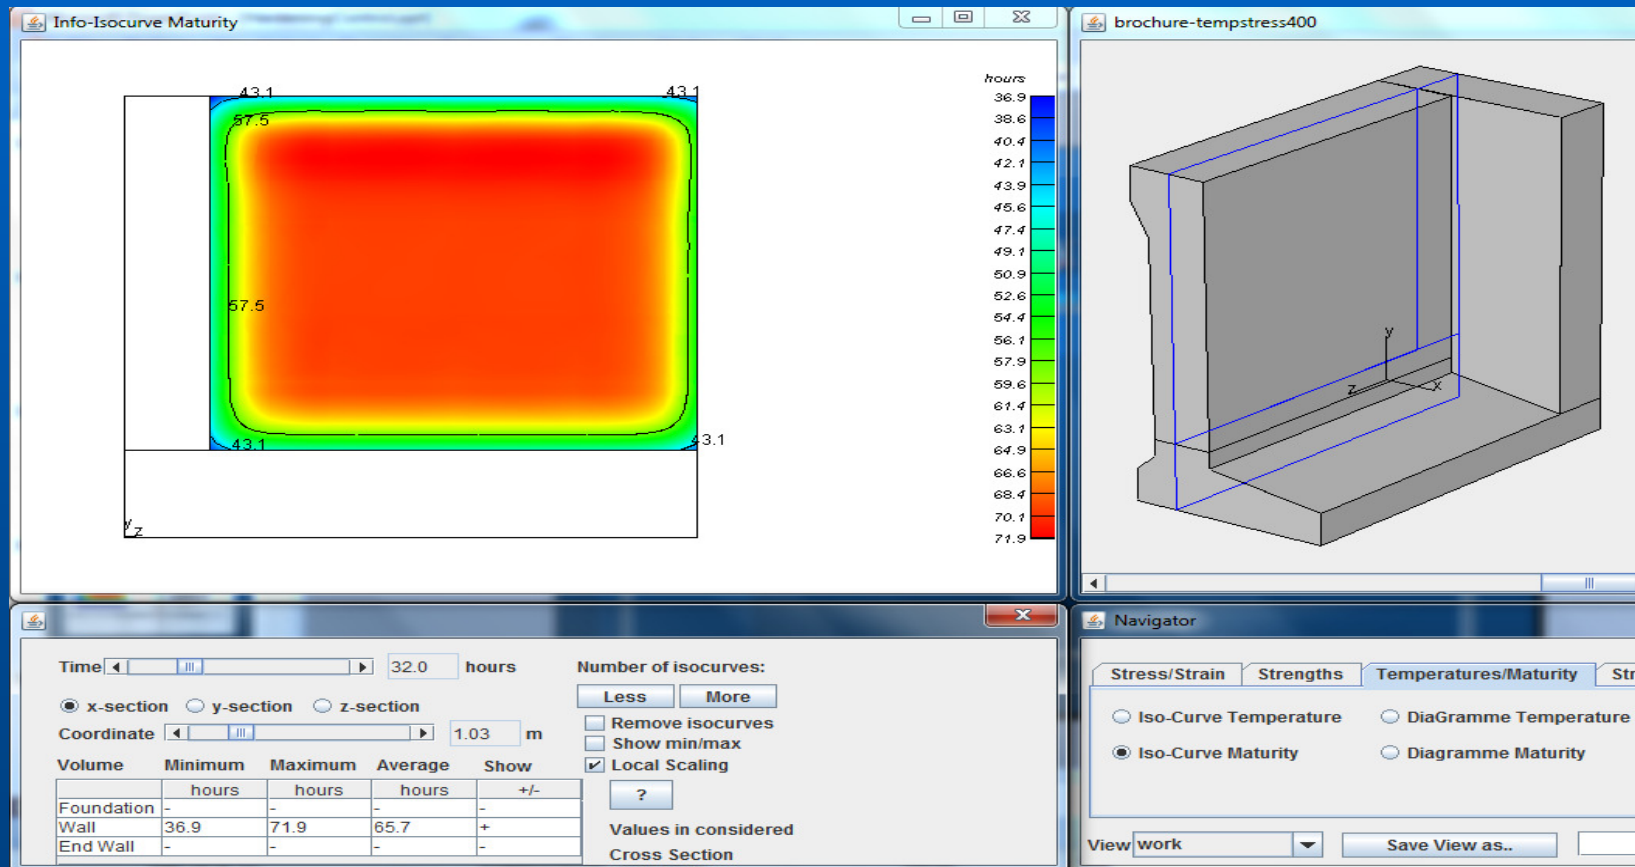 Info-Isocurve Maturity
43.1
43.1
57.5
57.5
43.1
43.1
y
z
hours
36.9
38.6
40.4
42.1
43.9
45.6
47.4
49.1
50.9
52.6
54.4
56.1
57.9
59.6
61.4
63.1
64.9
66.6
68.4
70.1
71.9
brochure-tempstress400
y
z
x
Time 32.0 hours
x-section y-section z-section
Coordinate 1.03 m
Volume Minimum Maximum Average Show
hours hours hours +/-
Foundation - - - -
Wall 36.9 71.9 65.7 +
End Wall - - - -
Number of isocurves:
Less More
Remove isocurves
Show min/max
Local Scaling
?
Values in considered
Cross Section
Navigator
Stress/Strain Strengths Temperatures/Maturity Str
Iso-Curve Temperature DiaGramme Temperature
Iso-Curve Maturity Diagramme Maturity
View work Save View as..